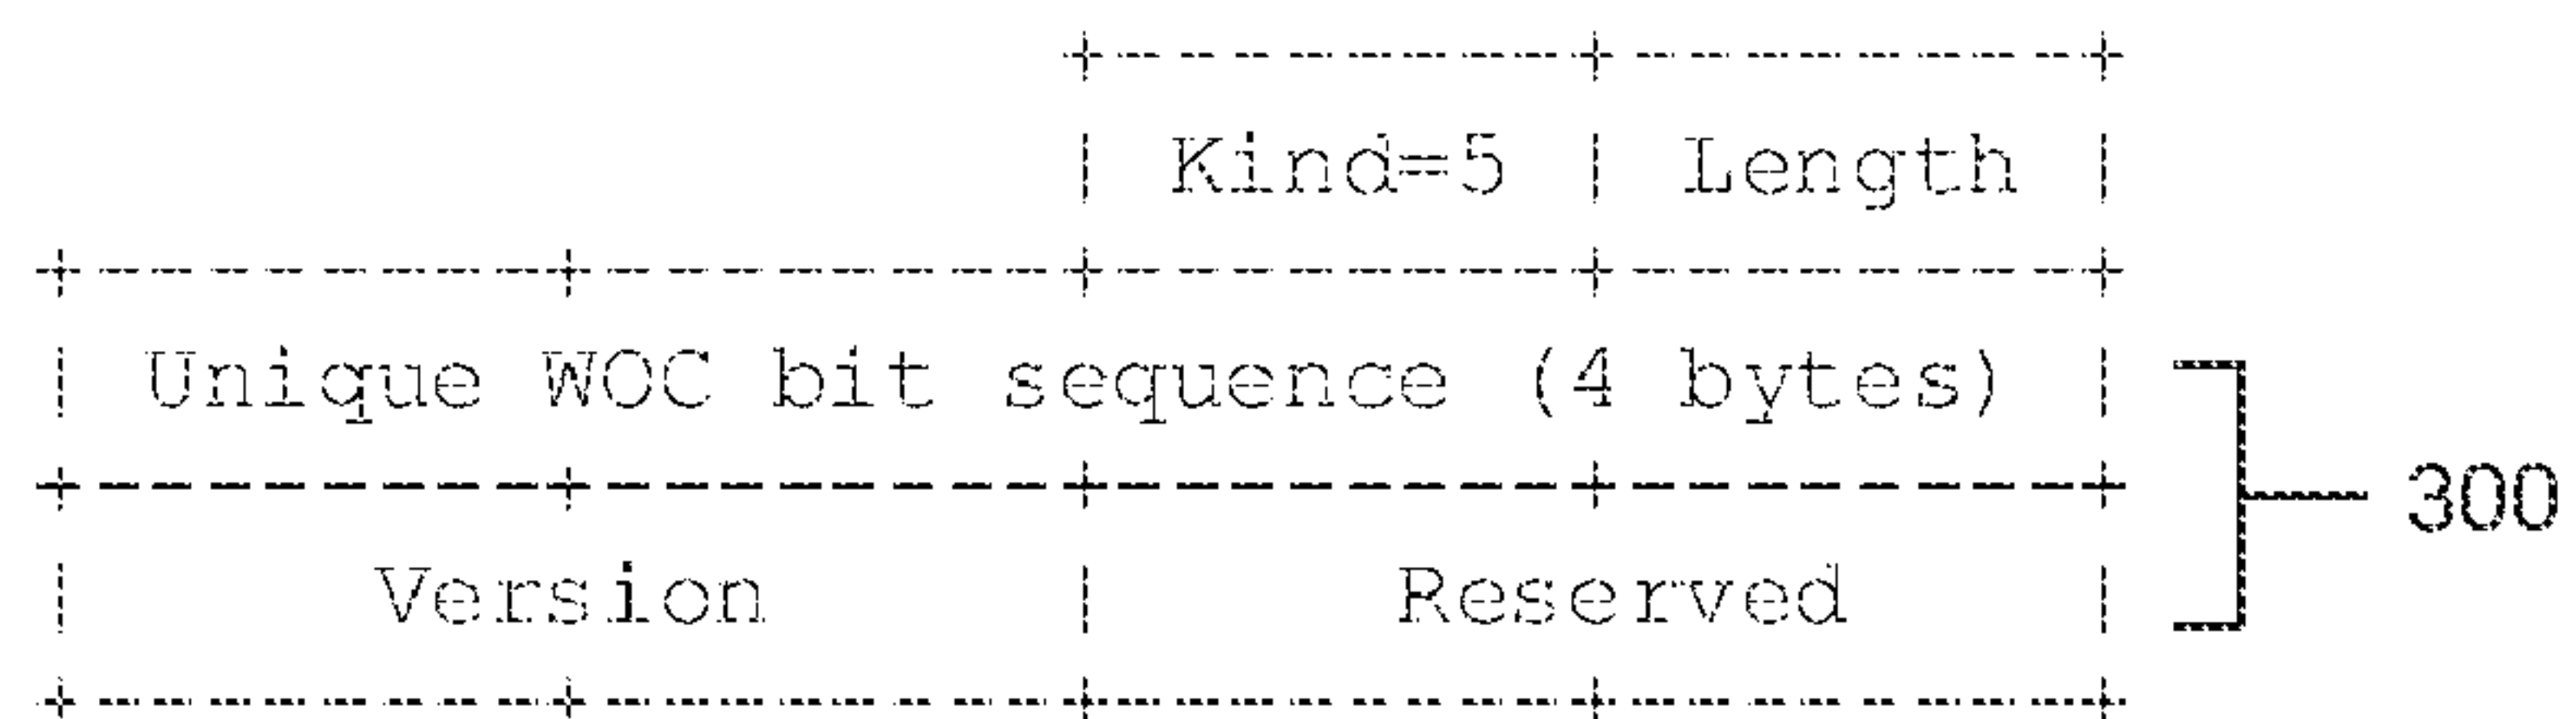 Kind=5 Length
Unique WOC bit sequence (4 bytes)
300
Version Reserved